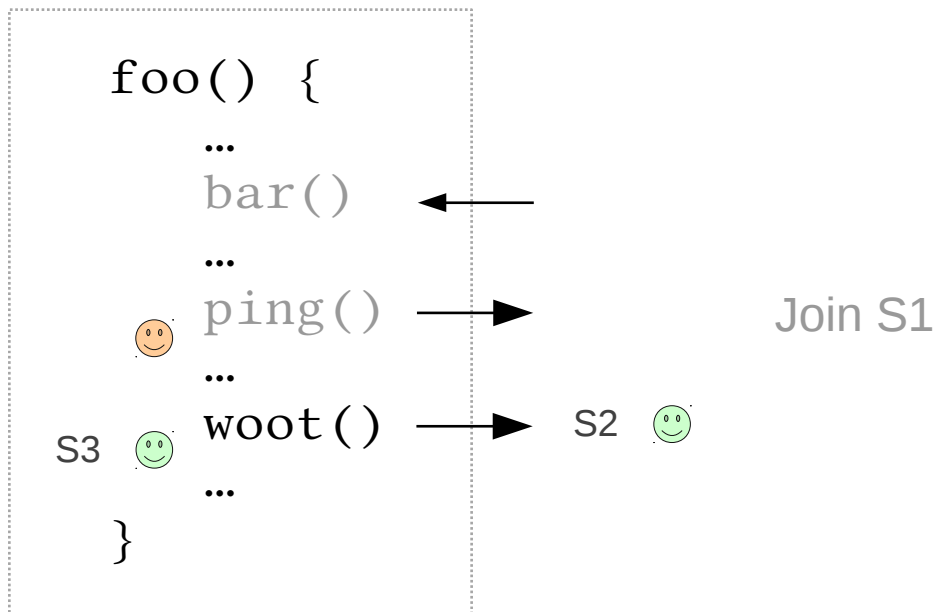 foo() {
…
bar()
…
ping()
Join S1
…
woot()
S2
S3
…
}